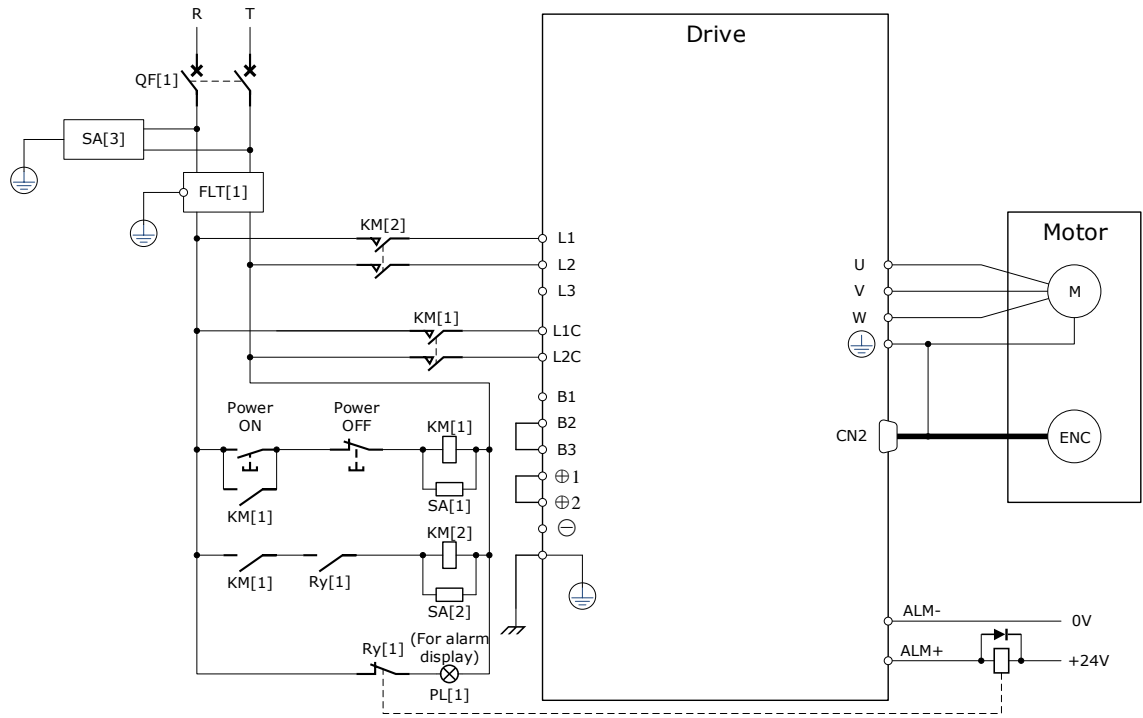 R
T
Drive
QF[1]
SA[3]
FLT[1]
KM[2]
L1
L2
L3
KM[1]
L1C
L2C
B1
B2
B3
⊕1
⊕2
⊖
Power
ON
Power
OFF
KM[1]
SA[1]
KM[1]
KM[2]
SA[2]
KM[1]
Ry[1]
Ry[1]
(For alarm
display)
PL[1]
U
V
W
CN2
Motor
M
ENC
ALM-
0V
ALM+
+24V